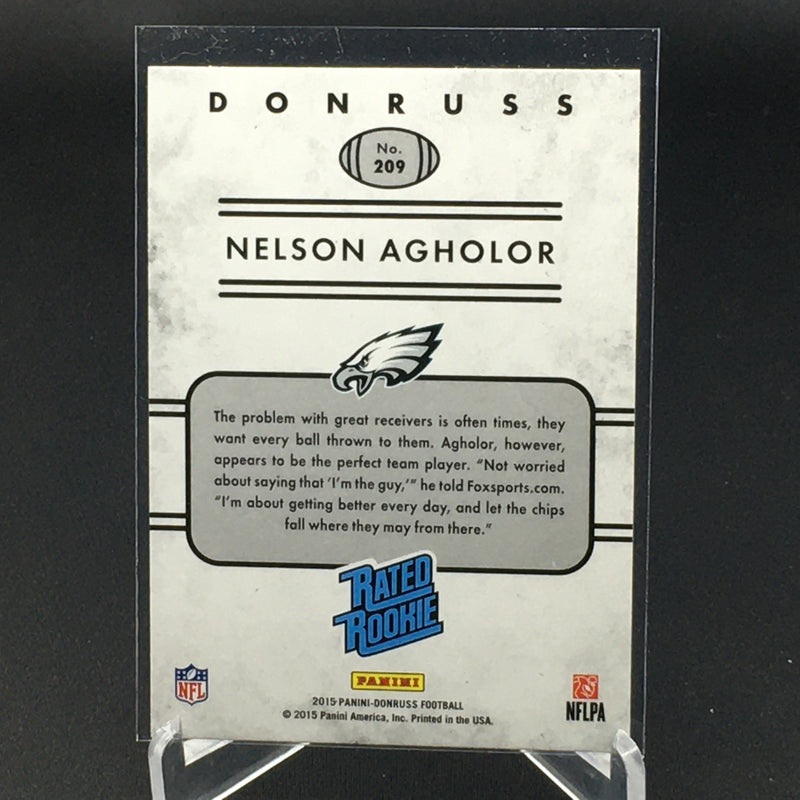 DONRUSS
No.
209
NELSON AGHOLOR
The problem with great receivers is often times, they
want every ball thrown to them. Agholor, however,
appears to be the perfect team player. “Not worried
about saying that ‘I’m the guy,’” he told Foxsports.com.
“I’m about getting better every day, and let the chips
fall where they may from there.”
RATED
ROOKIE
PANINI
NFL
NFLPA
2015 PANINI-DONRUSS FOOTBALL
© 2015 Panini America, Inc. Printed in the USA.